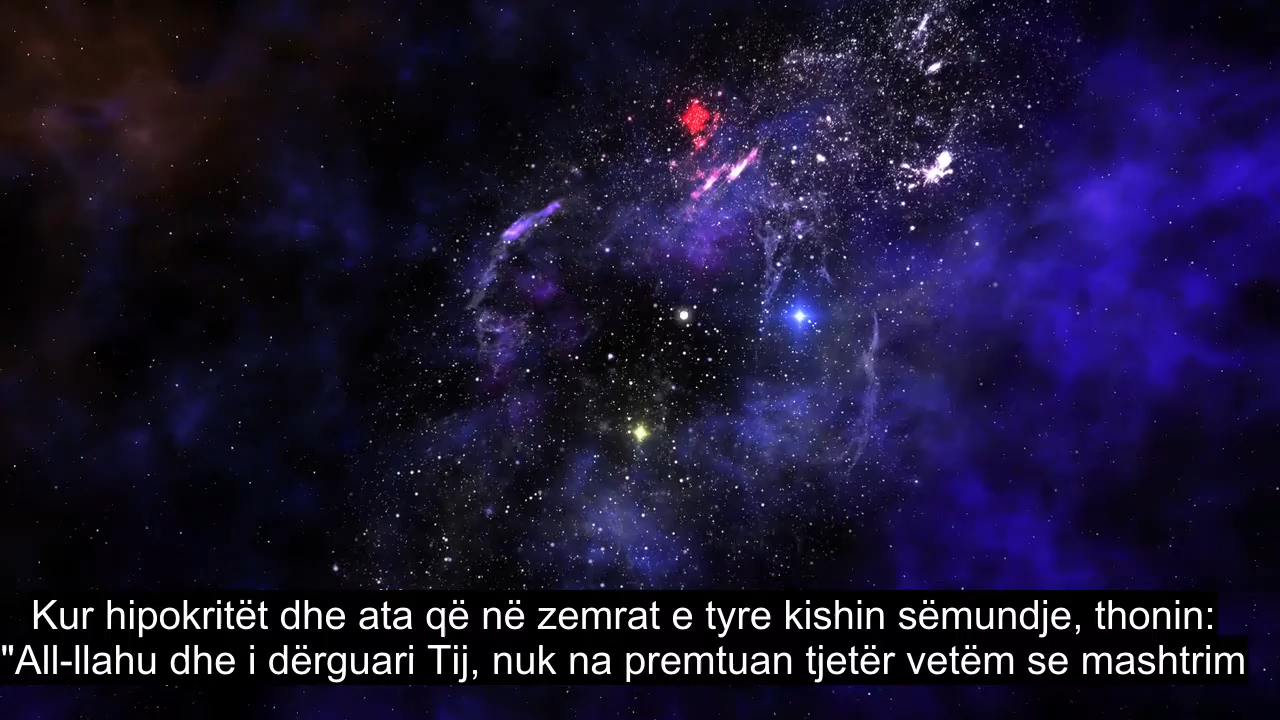 Kur hipokritët dhe ata që në zemrat e tyre kishin sëmundje, thonin:
"All-llahu dhe i dërguari Tij, nuk na premtuan tjetër vetëm se mashtrim